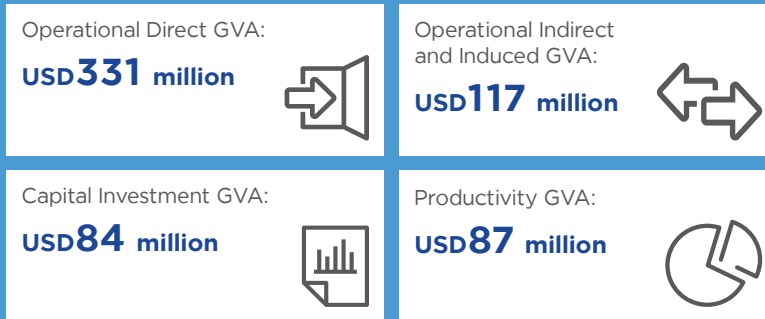 Operational Direct GVA:
USD331 million
Operational Indirect
and Induced GVA:
USD117 million
Capital Investment GVA:
USD84 million
Productivity GVA:
USD87 million